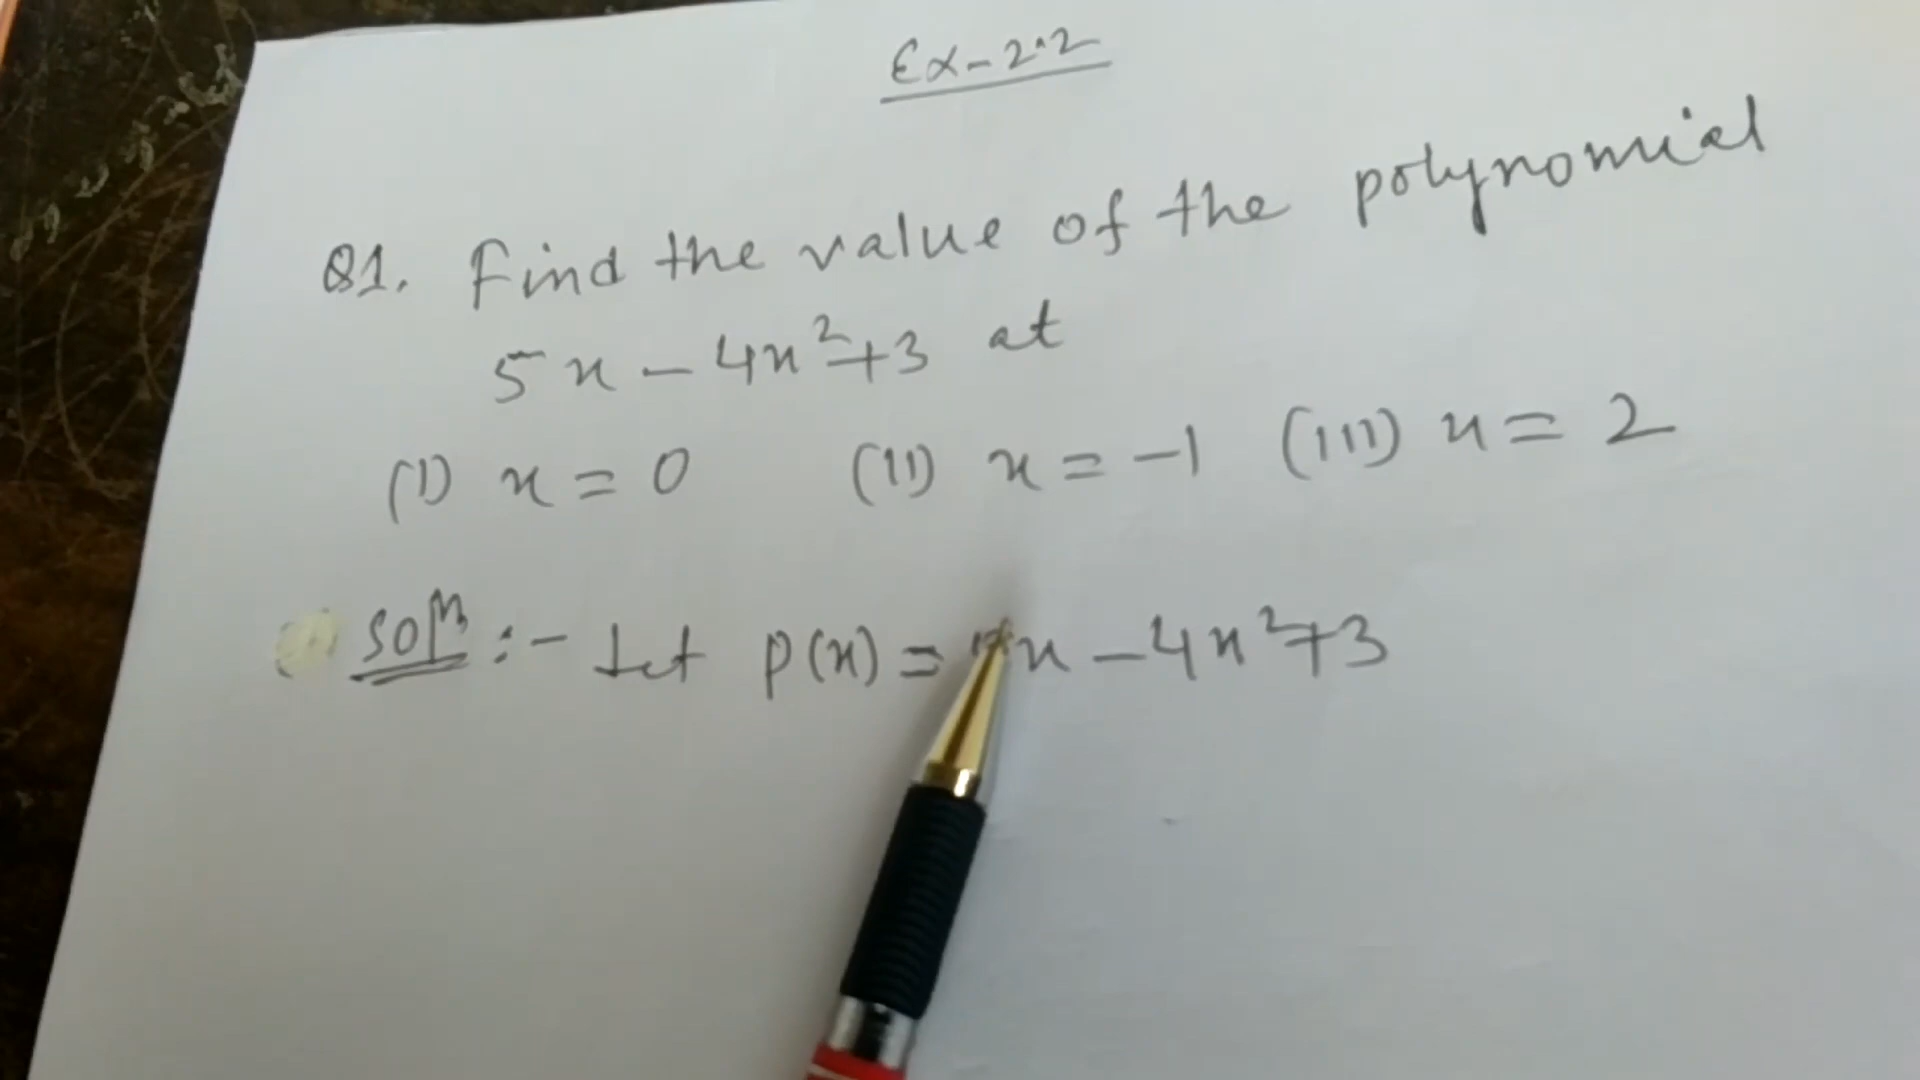 Ex-2.2
Q1. Find the value of the polynomial
5x - 4x²+3 at
(I) x = 0 (II) x = -1 (III) x = 2
Soln :- Let p(x) = x - 4x²+3